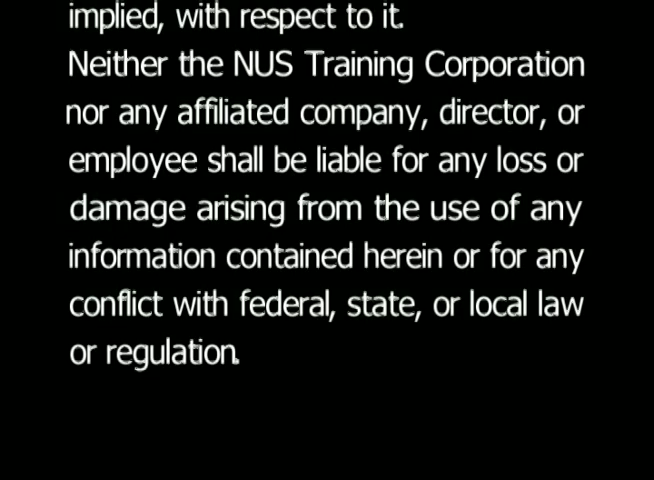 implied, with respect to it.
Neither the NUS Training Corporation
nor any affiliated company, director, or
employee shall be liable for any loss or
damage arising from the use of any
information contained herein or for any
conflict with federal, state, or local law
or regulation.